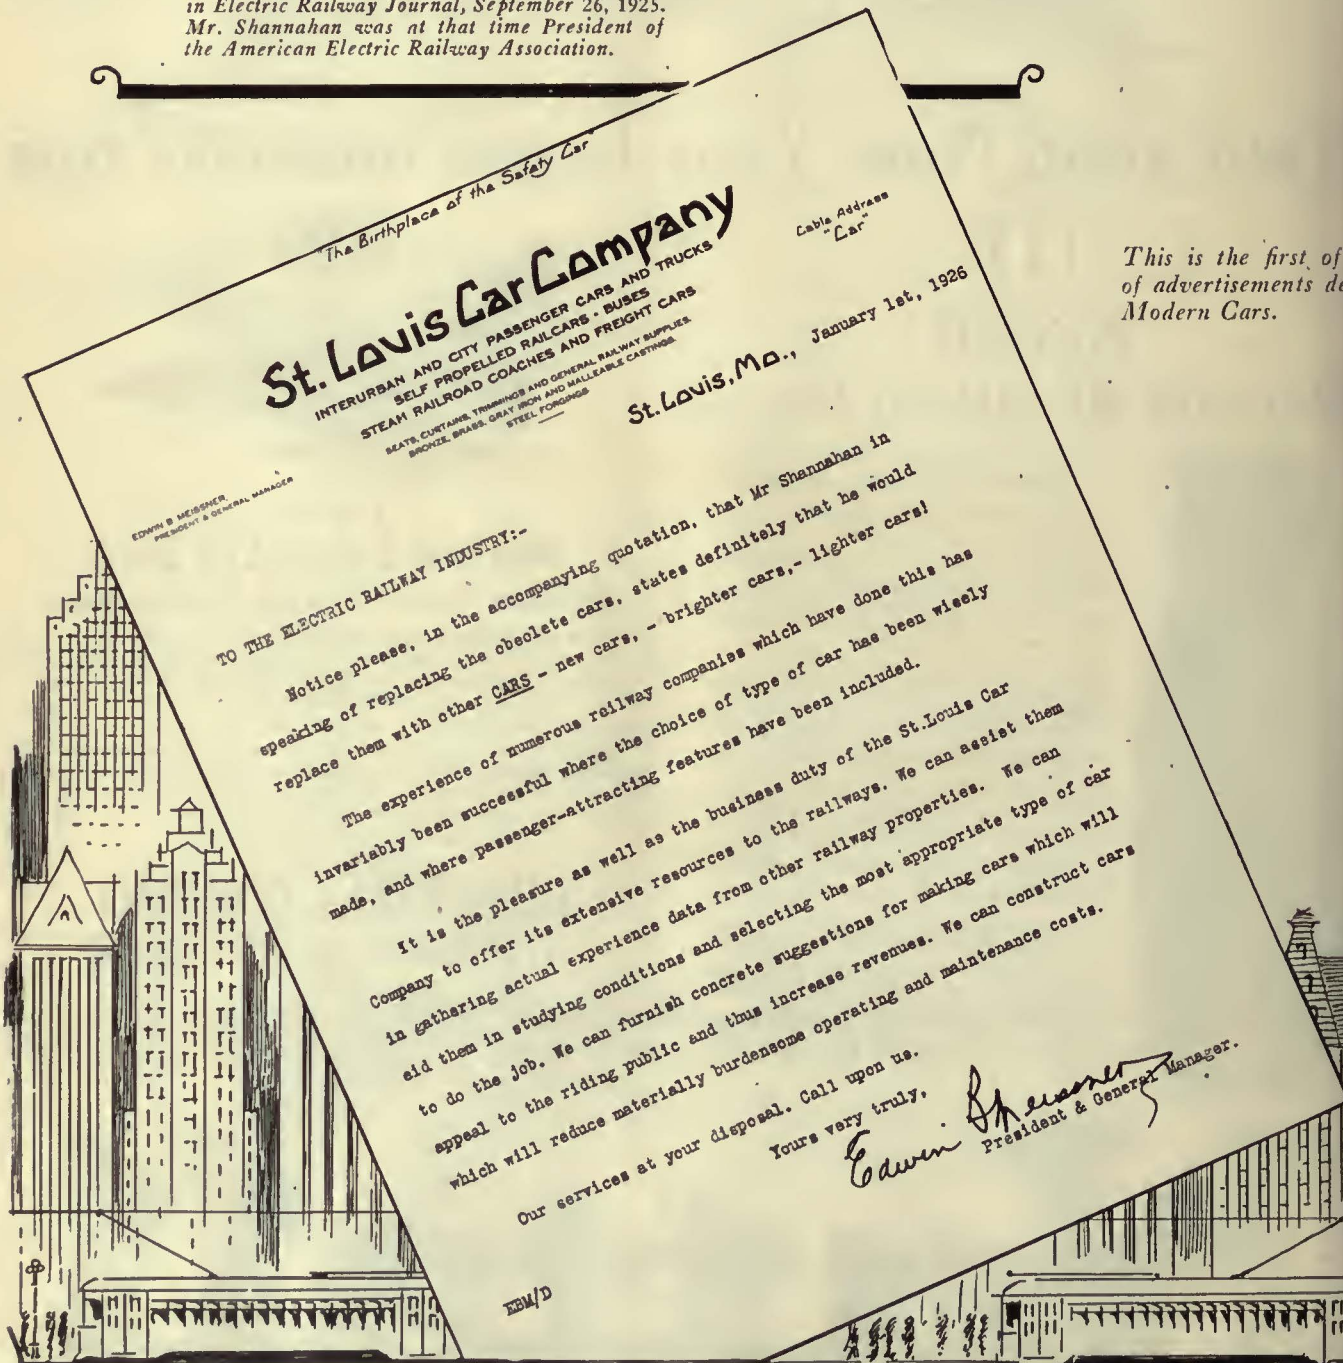 in Electric Railway Journal, September 26, 1925.
Mr. Shannahan was at that time President of
the American Electric Railway Association.
"The Birthplace of the Safety Car"
St. Louis Car Company
Cable Address
"Car"
INTERURBAN AND CITY PASSENGER CARS AND TRUCKS
SELF PROPELLED RAILCARS · BUSES
STEAM RAILROAD COACHES AND FREIGHT CARS
SEATS, CURTAINS, TRIMMINGS AND GENERAL RAILWAY SUPPLIES.
BRONZE, BRASS, GRAY IRON AND MALLEABLE CASTINGS.
STEEL FORGINGS
St. Louis, Mo., January 1st, 1926
EDWIN B. MEISSNER,
PRESIDENT & GENERAL MANAGER
This is the first of
of advertisements de
Modern Cars.
TO THE ELECTRIC RAILWAY INDUSTRY:-
Notice please, in the accompanying quotation, that Mr Shannahan in
speaking of replacing the obsolete cars, states definitely that he would
replace them with other CARS - new cars, - brighter cars,- lighter cars!
The experience of numerous railway companies which have done this has
invariably been successful where the choice of type of car has been wisely
made, and where passenger-attracting features have been included.
It is the pleasure as well as the business duty of the St.Louis Car
Company to offer its extensive resources to the railways. We can assist them
in gathering actual experience data from other railway properties. We can
aid them in studying conditions and selecting the most appropriate type of car
to do the job. We can furnish concrete suggestions for making cars which will
appeal to the riding public and thus increase revenues. We can construct cars
which will reduce materially burdensome operating and maintenance costs.
Our services at your disposal. Call upon us.
Yours very truly,
Edwin B Meissner
President & General Manager.
EBM/D